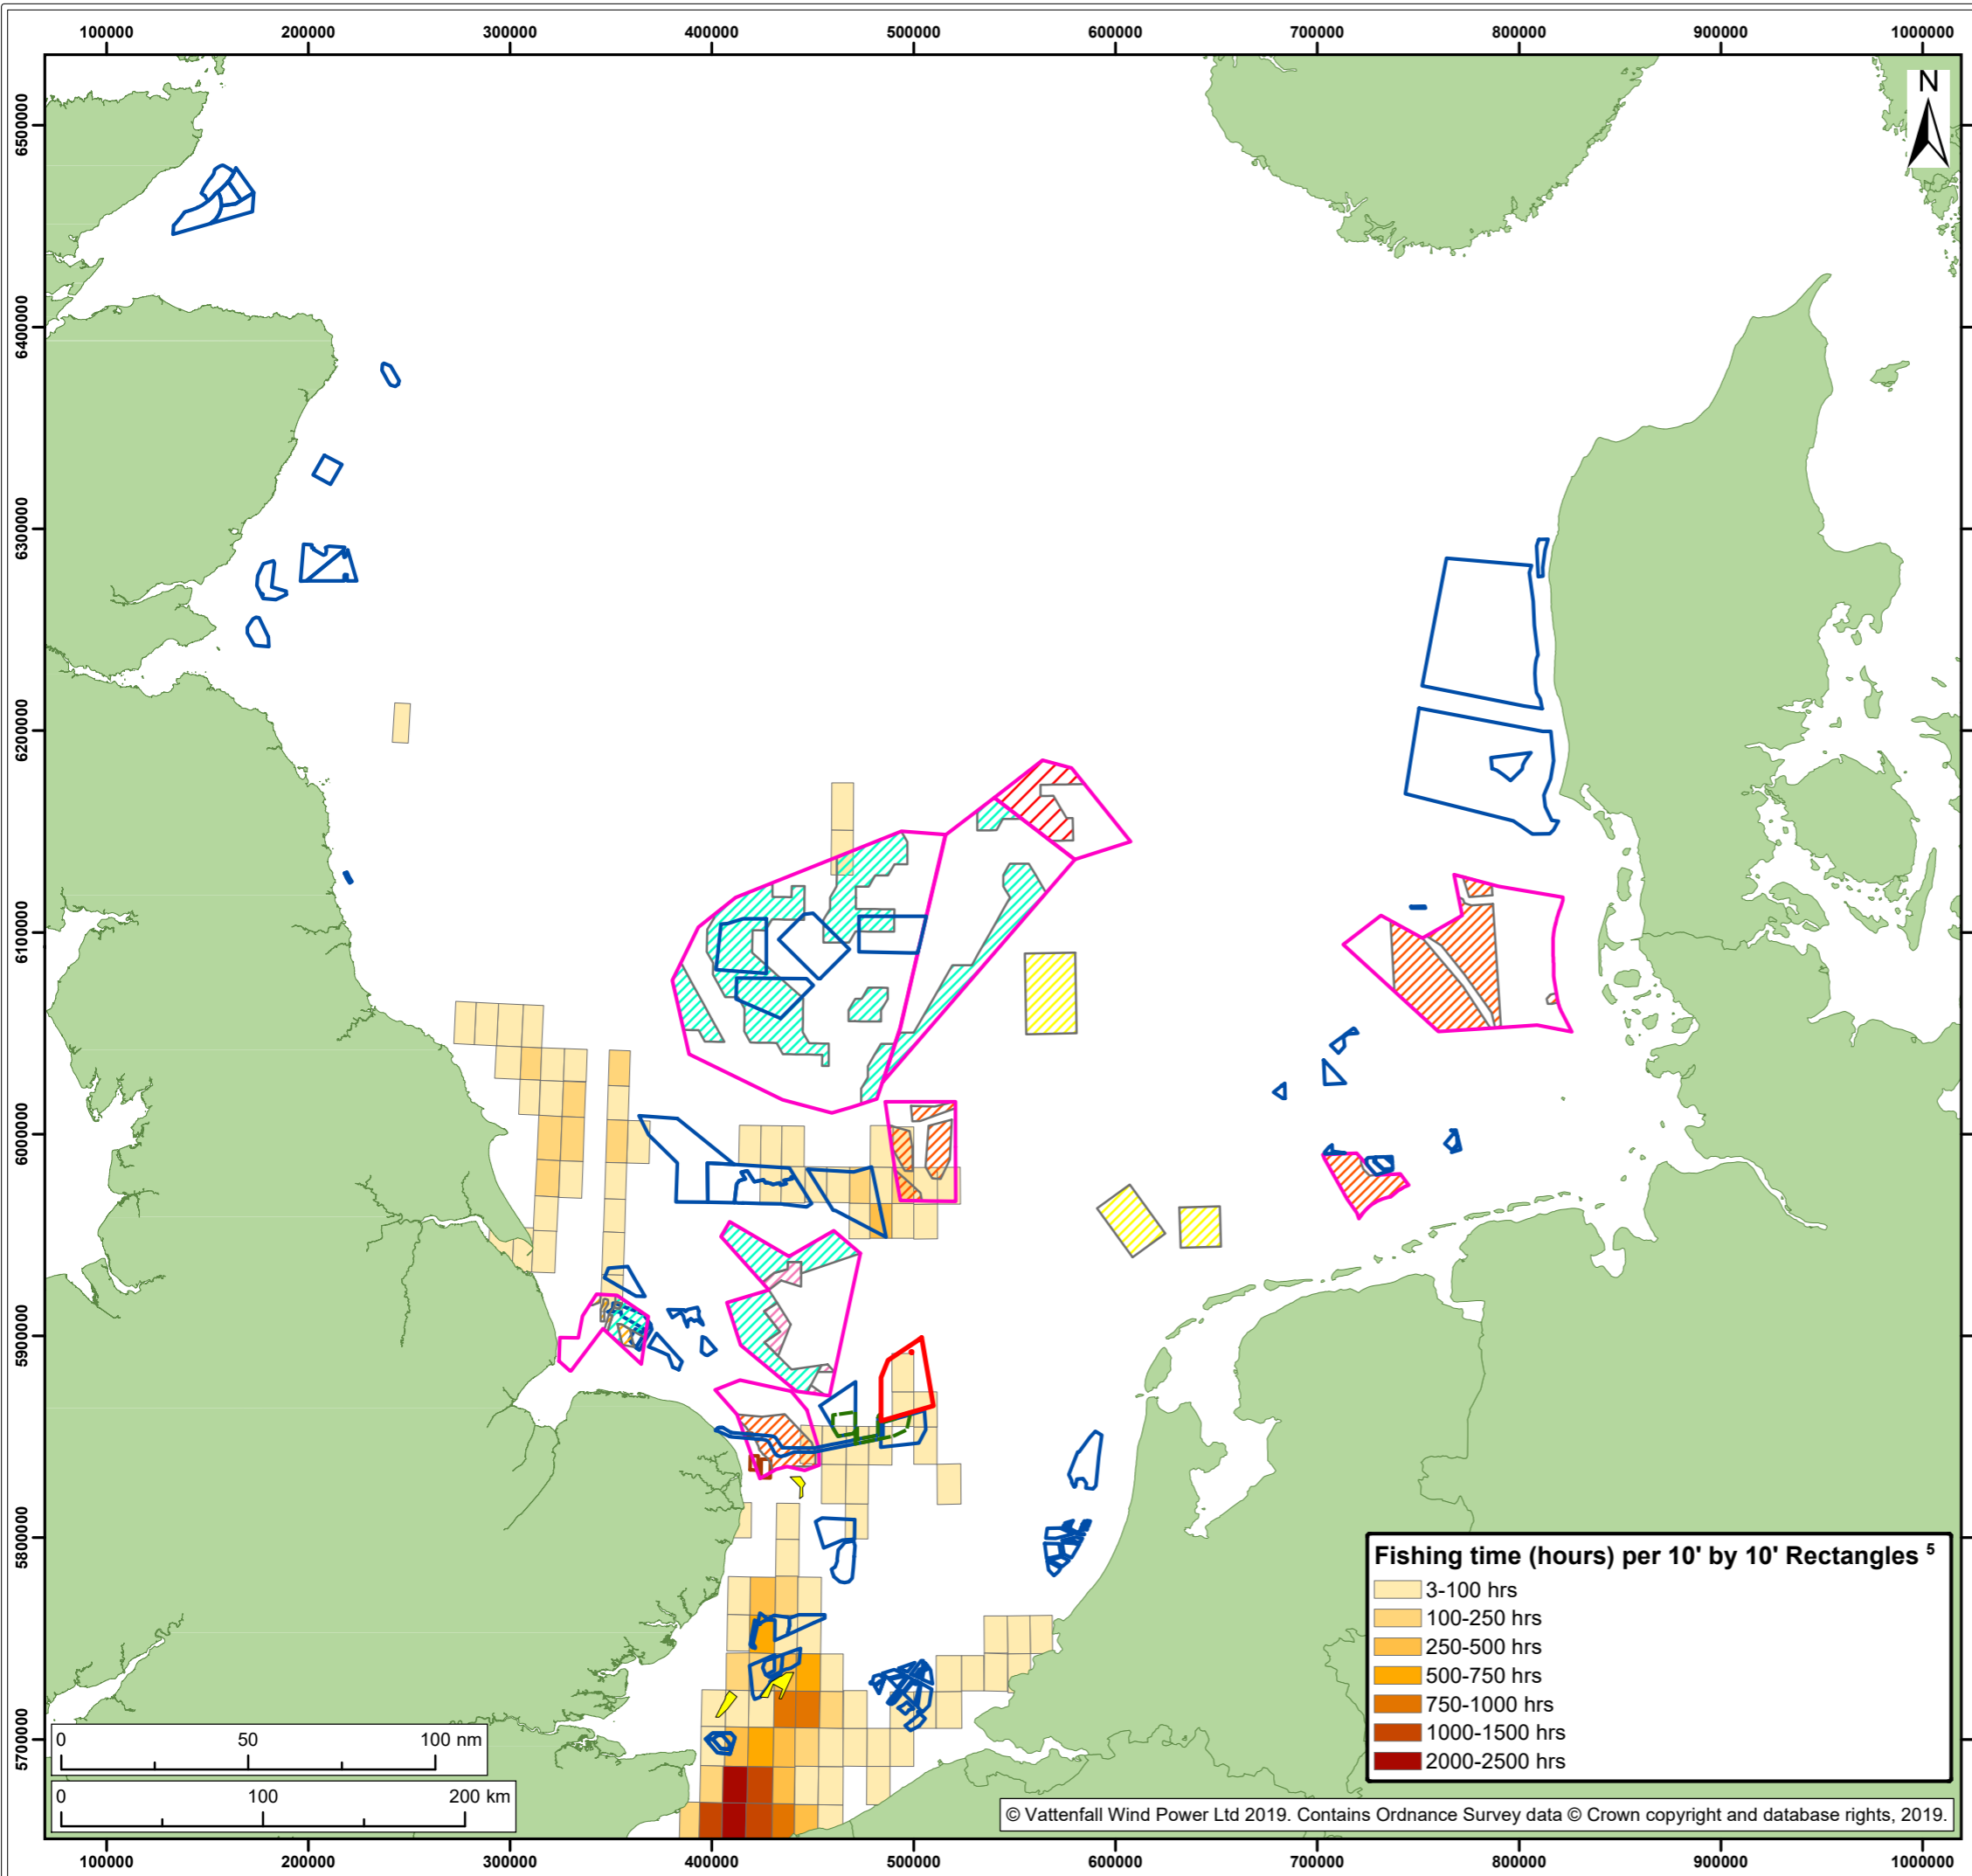 100000 200000 300000 400000 500000 600000 700000 800000 900000 1000000
N
6500000
6400000
6300000
6200000
6100000
6000000
5900000
5800000
5700000
Fishing time (hours) per 10' by 10' Rectangles 5
3-100 hrs
100-250 hrs
250-500 hrs
500-750 hrs
750-1000 hrs
1000-1500 hrs
2000-2500 hrs
0 50 100 nm
0 100 200 km
© Vattenfall Wind Power Ltd 2019. Contains Ordnance Survey data © Crown copyright and database rights, 2019.
100000 200000 300000 400000 500000 600000 700000 800000 900000 1000000